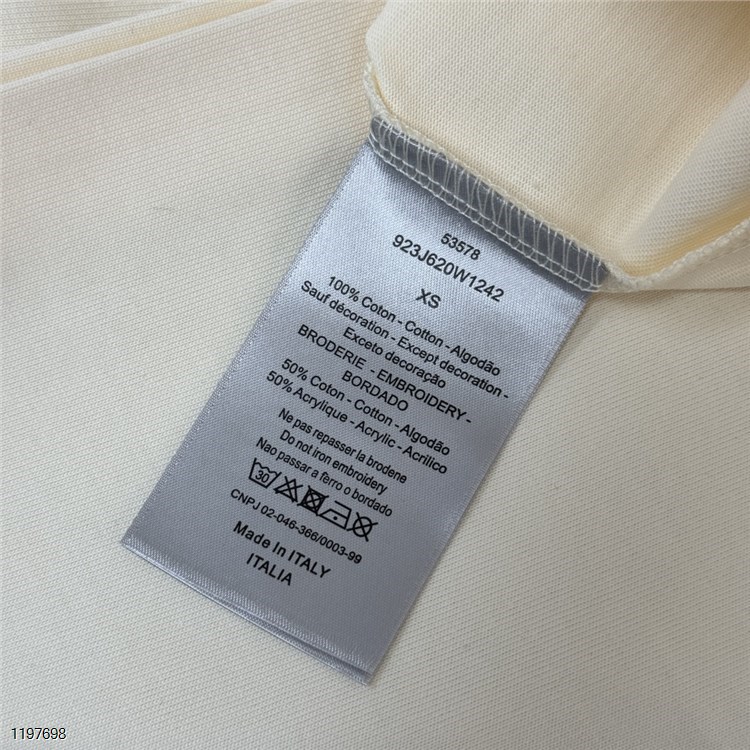 53578
923J620W1242
XS
100% Coton - Cotton - Algodão
Sauf décoration - Except decoration -
Exceto decoração
BRODERIE - EMBROIDERY -
BORDADO
50% Coton - Cotton - Algodão
50% Acrylique - Acrylic - Acrilico
Ne pas repasser la brodene
Do not iron embroidery
Nao passar a ferro o bordado
30
CNPJ 02-046-366/0003-99
Made In ITALY
ITALIA
1197698